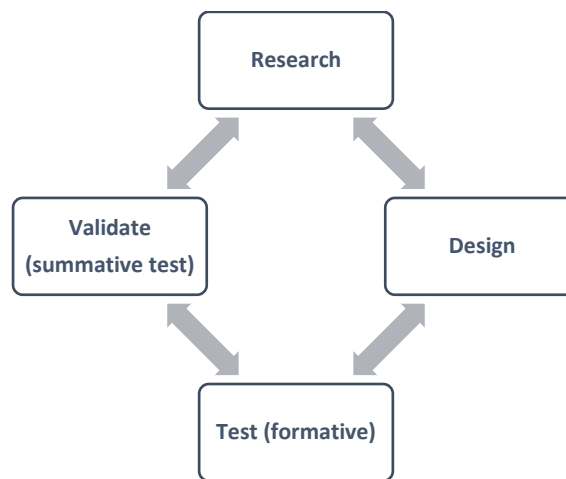 Research
Validate
(summative test)
Design
Test (formative)